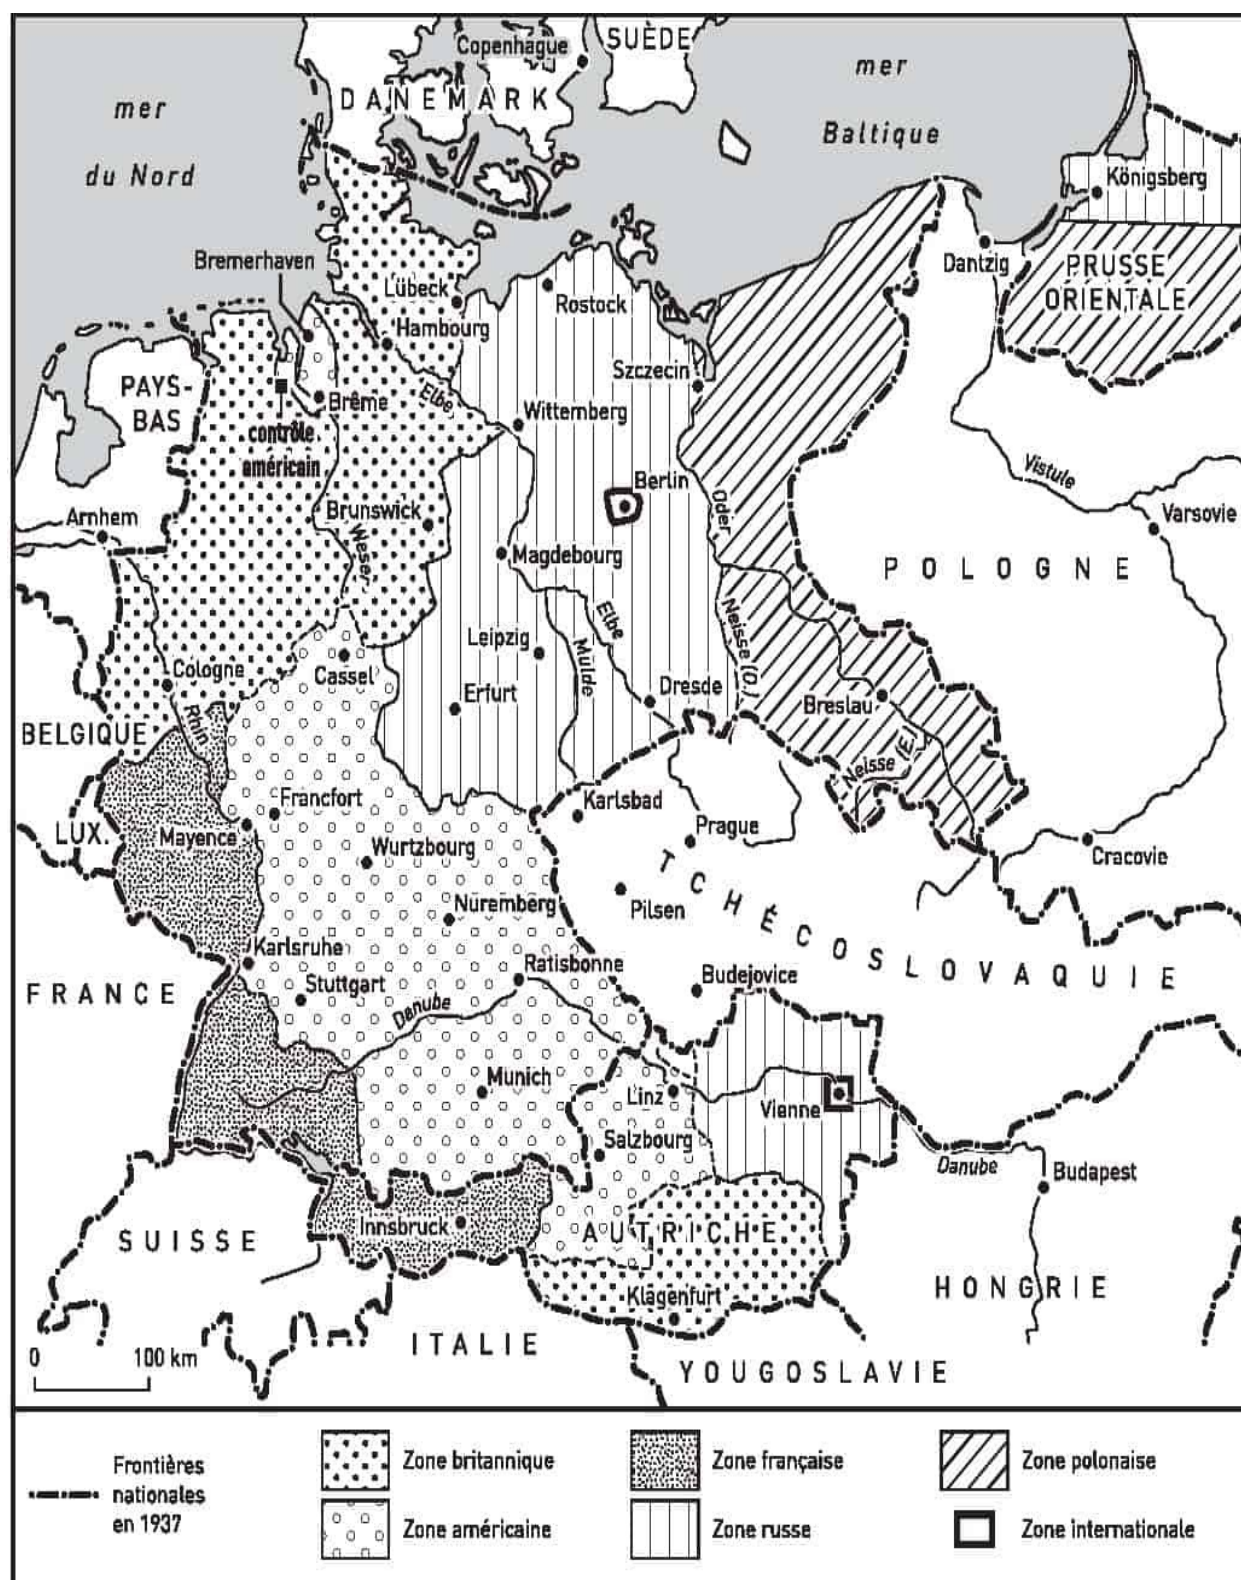 Copenhague
SUÈDE
mer
Baltique
mer
du Nord
DANEMARK
Königsberg
Dantzig
PRUSSE
ORIENTALE
Bremerhaven
Lübeck
Rostock
Hambourg
PAYS-
BAS
Szczecin
Elbe
Wittemberg
Brême
contrôle
américain
Vistule
Berlin
Oder
Arnhem
Brunswick
Varsovie
Weser
Magdebourg
POLOGNE
Elbe
Neisse (O.)
Leipzig
Mulde
Cologne
Cassel
Erfurt
Dresde
Breslau
Rhin
BELGIQUE
Neisse (E)
Francfort
Karlsbad
LUX.
Mayence
Prague
Wurtzbourg
Cracovie
TCHÉCOSLOVAQUIE
Nüremberg
Pilsen
Karlsruhe
Ratisbonne
Budejovice
FRANCE
Stuttgart
Danube
Munich
Linz
Vienne
Salzbourg
Danube
Budapest
Innsbruck
AUTRICHE
SUISSE
Klagenfurt
HONGRIE
ITALIE
YOUGOSLAVIE
0 100 km
Frontières
nationales
en 1937
Zone britannique
Zone française
Zone polonaise
Zone américaine
Zone russe
Zone internationale